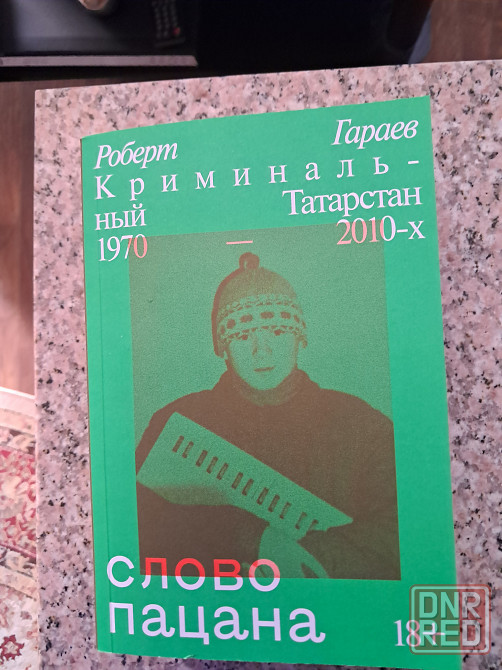 Роберт Гараев
Криминаль-
ный Татарстан
1970 — 2010-х
слово
пацана
18+
DNR
RED